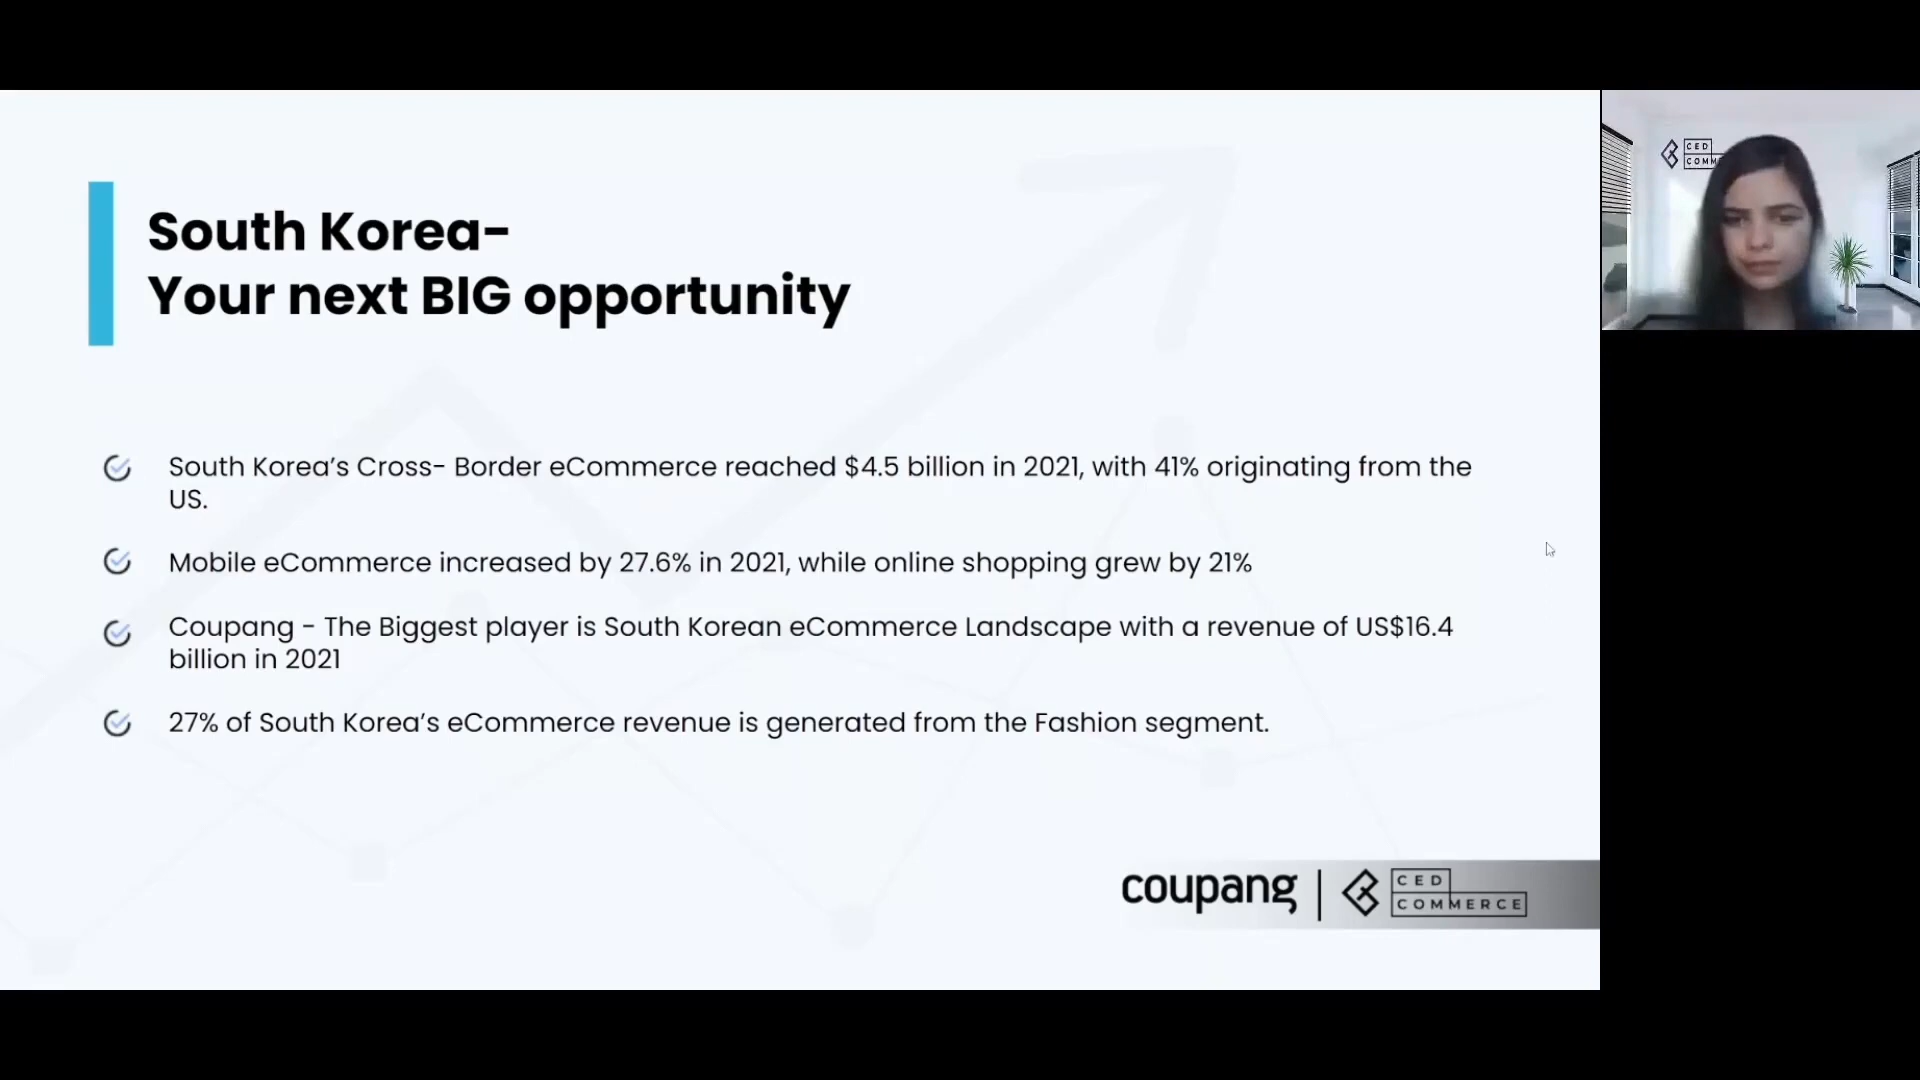 South Korea-
Your next BIG opportunity
South Korea’s Cross- Border eCommerce reached $4.5 billion in 2021, with 41% originating from the
US.
Mobile eCommerce increased by 27.6% in 2021, while online shopping grew by 21%
Coupang - The Biggest player is South Korean eCommerce Landscape with a revenue of US$16.4
billion in 2021
27% of South Korea’s eCommerce revenue is generated from the Fashion segment.
coupang
CED
COMMERCE
CED
COMM